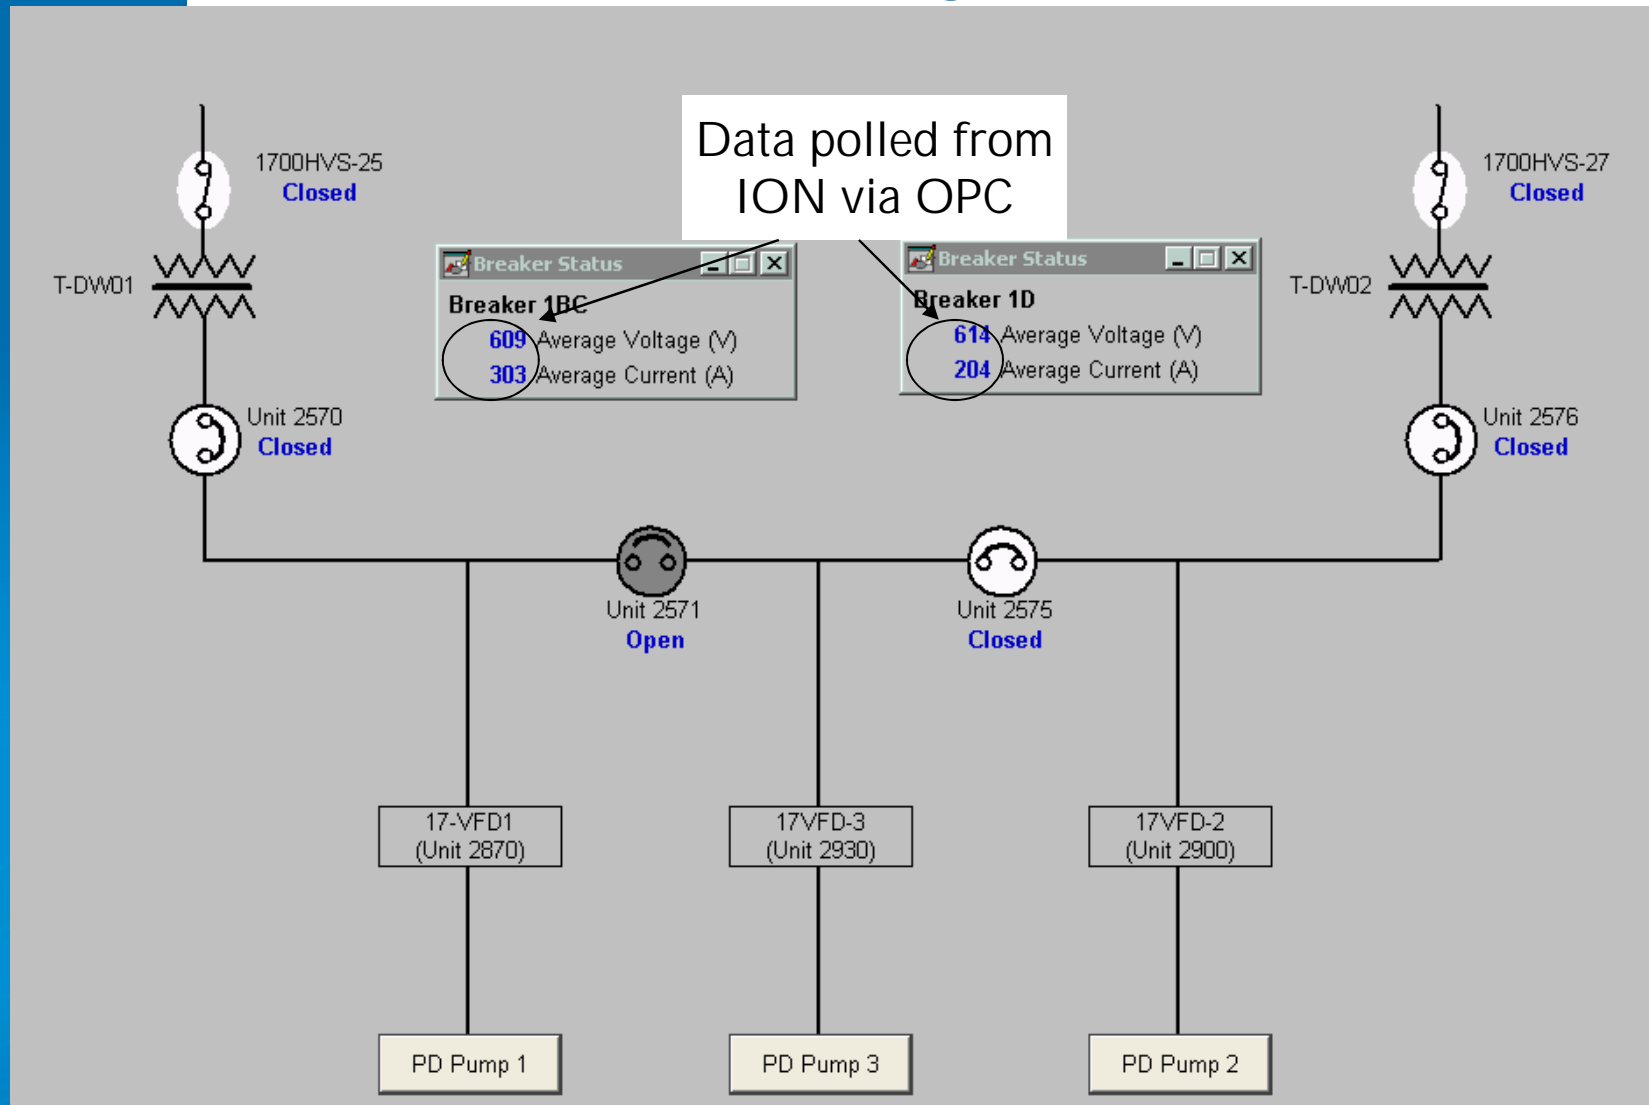 Data polled from
ION via OPC
1700HVS-25
Closed
1700HVS-27
Closed
T-DW01
T-DW02
Breaker Status
Breaker 1BC
609 Average Voltage (V)
303 Average Current (A)
Breaker Status
Breaker 1D
614 Average Voltage (V)
204 Average Current (A)
Unit 2570
Closed
Unit 2576
Closed
Unit 2571
Open
Unit 2575
Closed
17-VFD1
(Unit 2870)
17VFD-3
(Unit 2930)
17VFD-2
(Unit 2900)
PD Pump 1
PD Pump 3
PD Pump 2